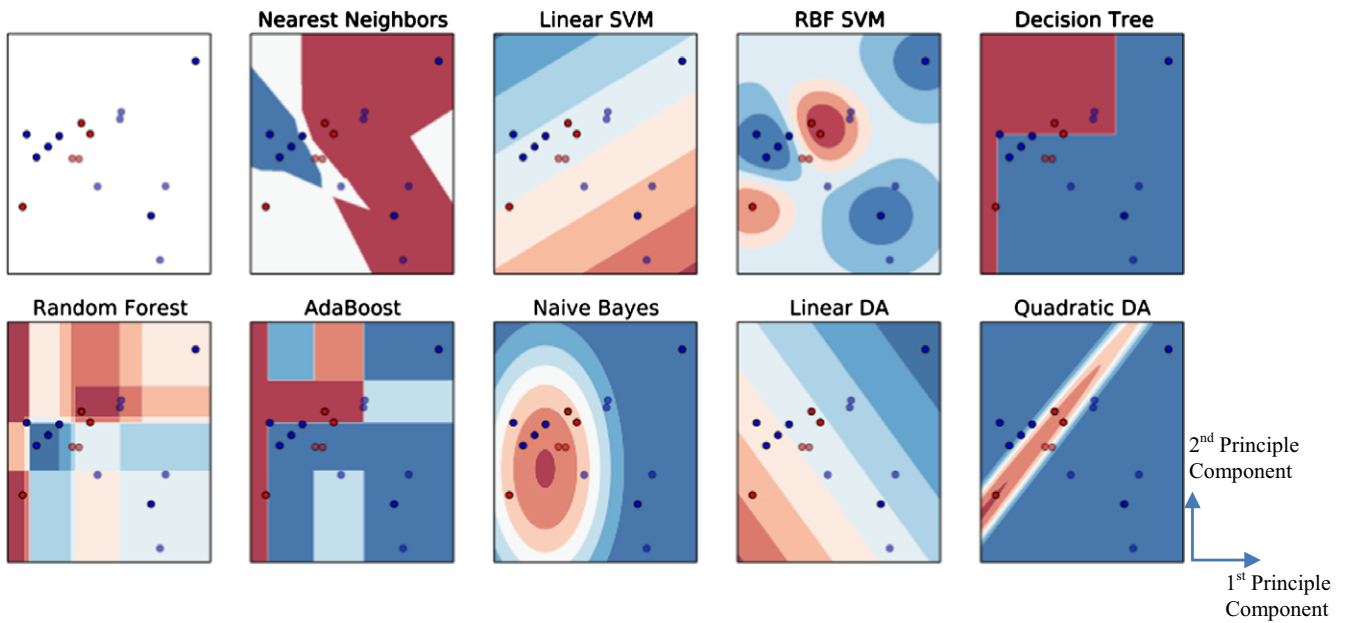 Nearest Neighbors
Linear SVM
RBF SVM
Decision Tree
Random Forest
AdaBoost
Naive Bayes
Linear DA
Quadratic DA
2nd Principle
Component
1st Principle
Component